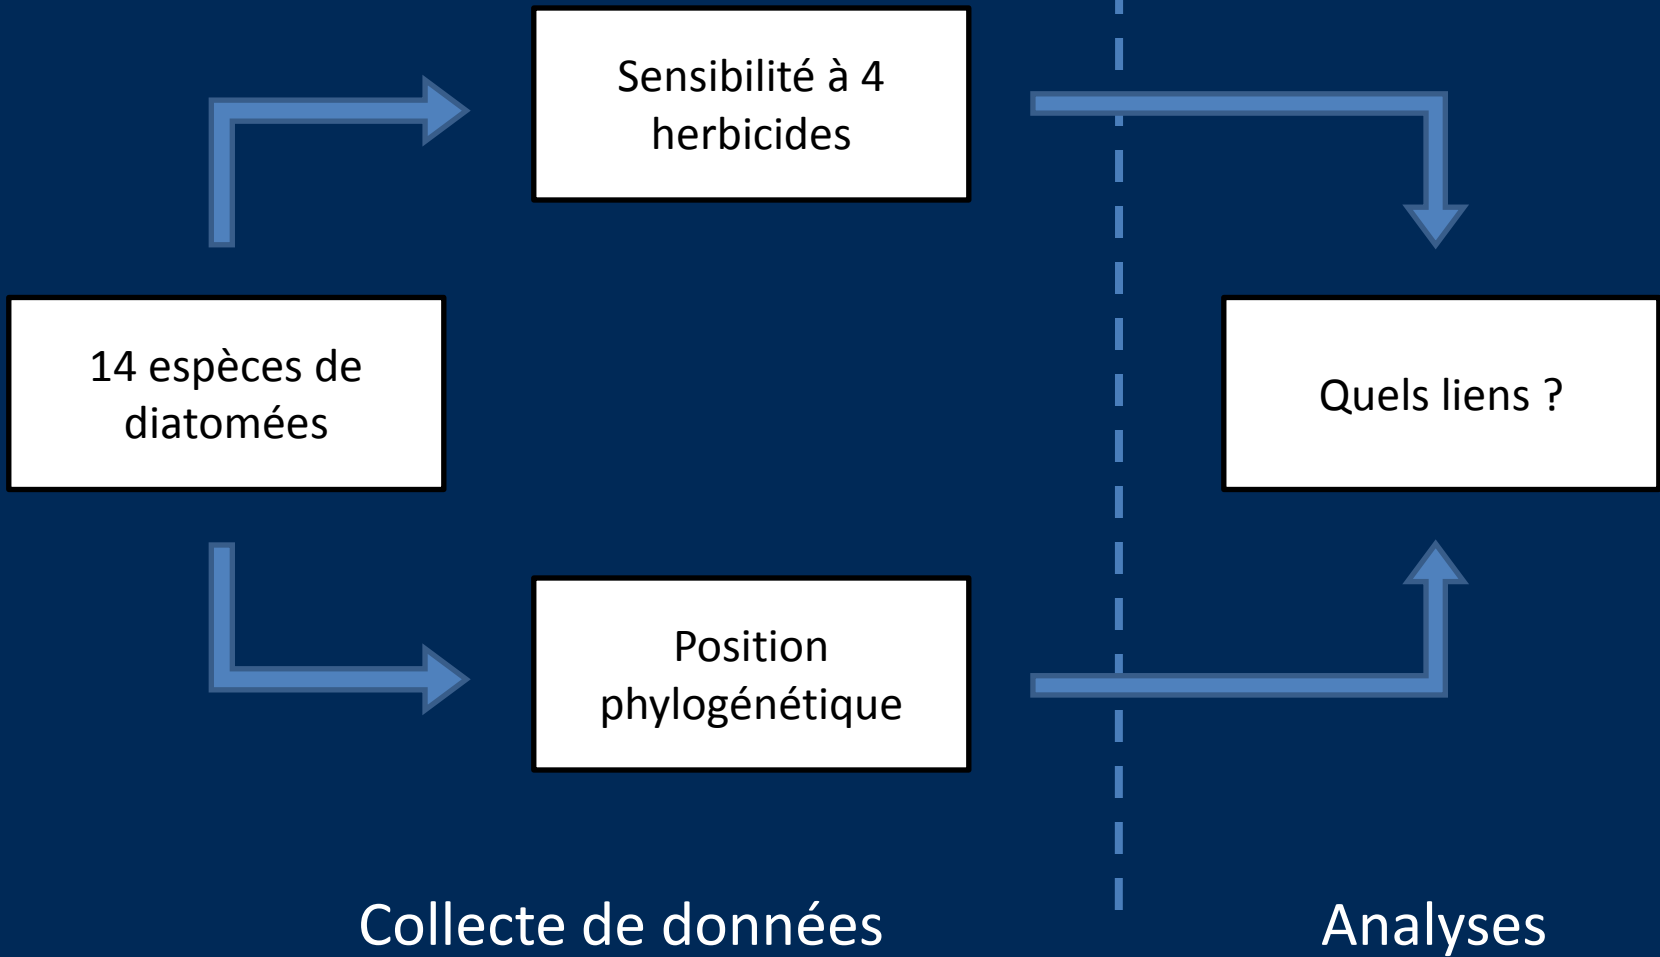 Sensibilité à 4
herbicides
14 espèces de
diatomées
Quels liens ?
Position
phylogénétique
Collecte de données
Analyses